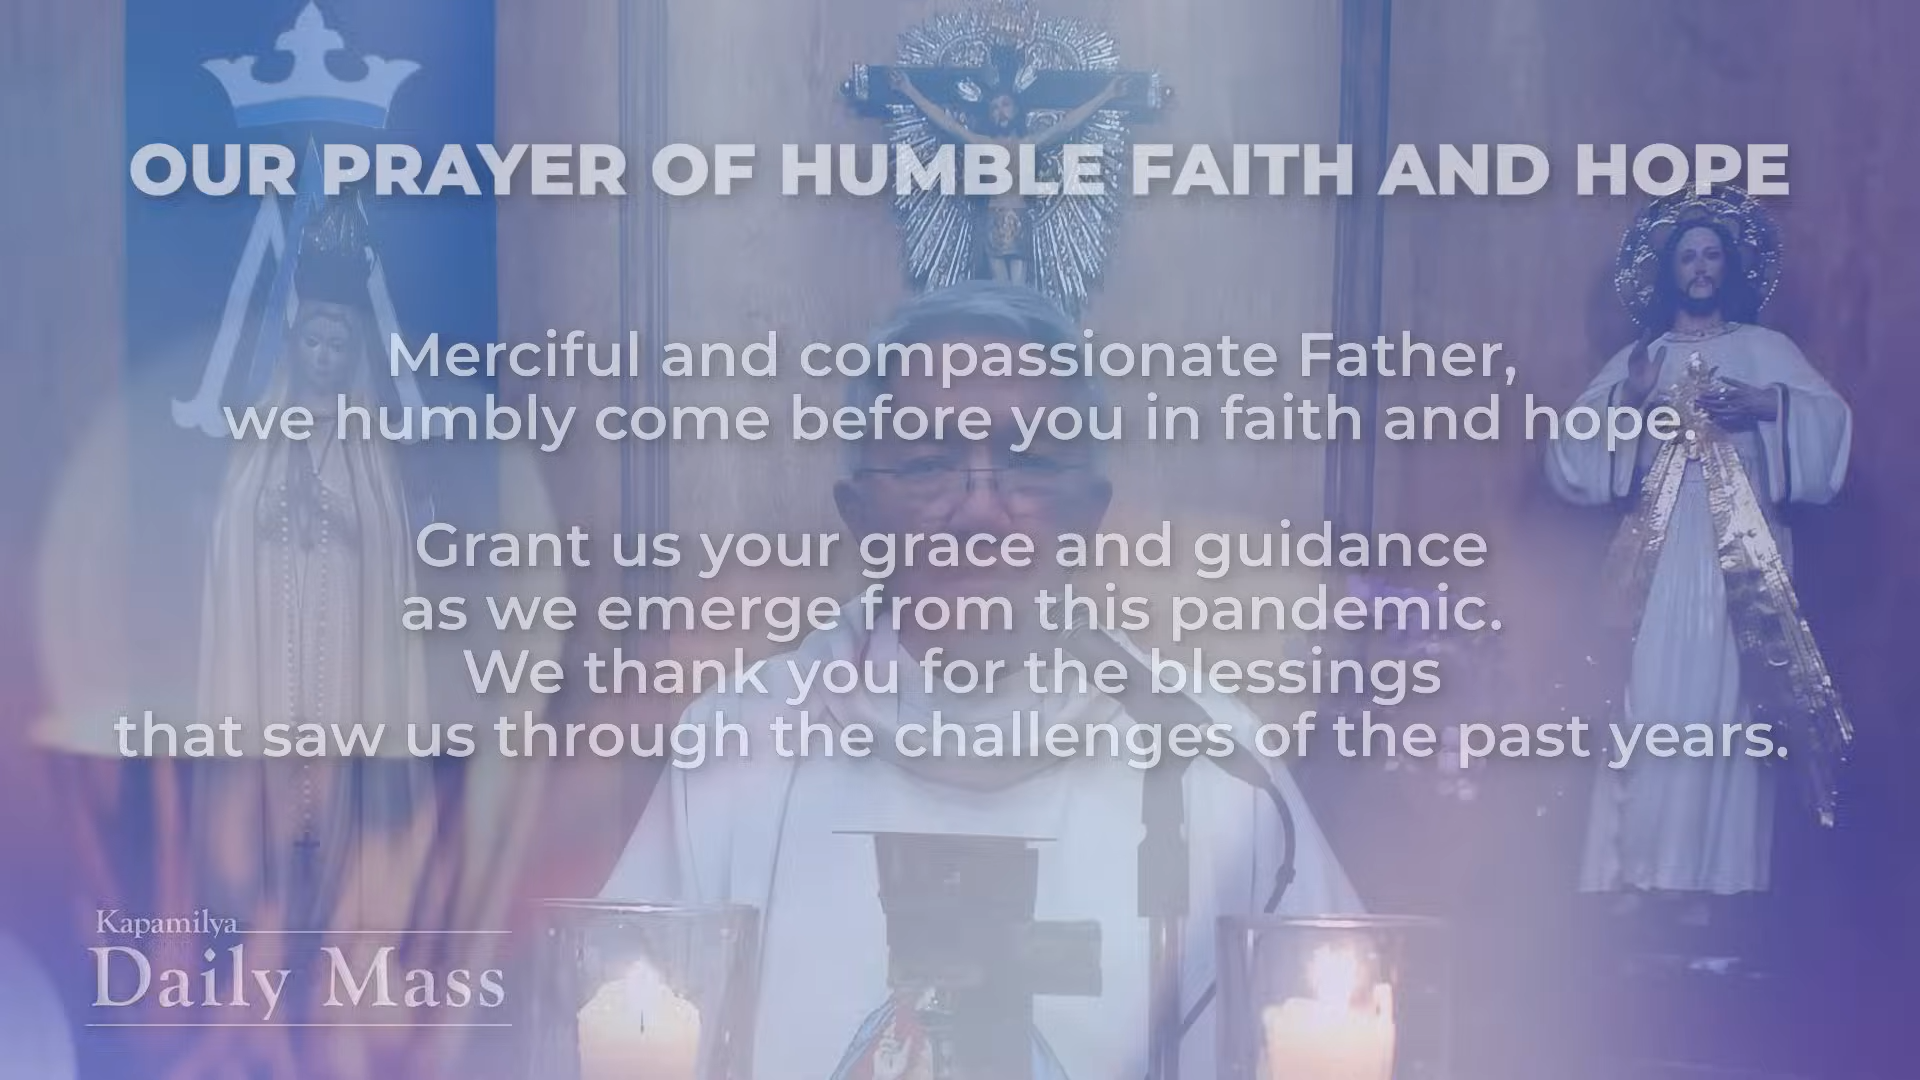 OUR PRAYER OF HUMBLE FAITH AND HOPE
Merciful and compassionate Father,
we humbly come before you in faith and hope.
Grant us your grace and guidance
as we emerge from this pandemic.
We thank you for the blessings
that saw us through the challenges of the past years.
Kapamilya
Daily Mass